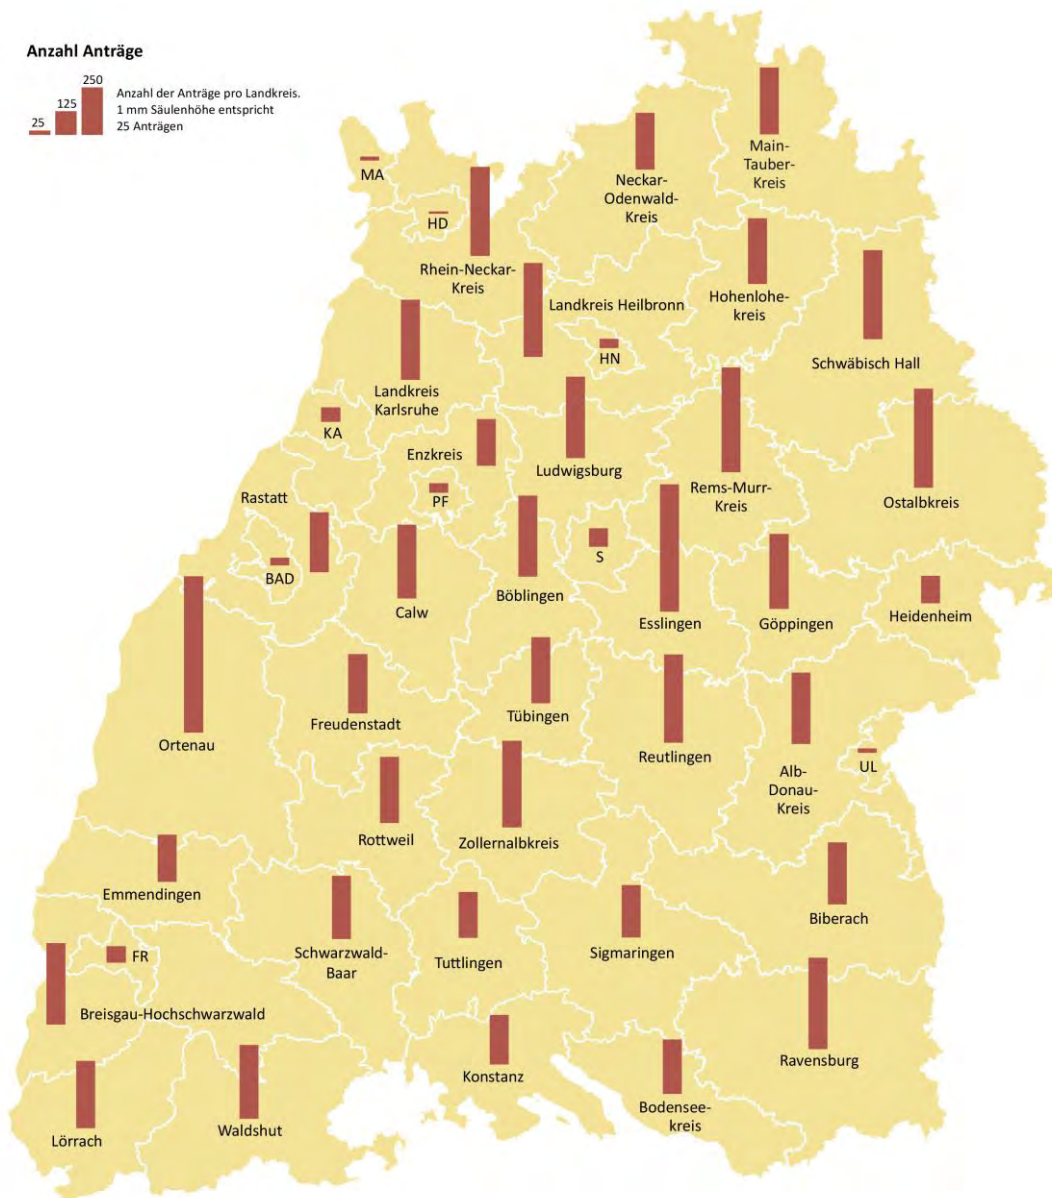 Anzahl Anträge
250
125
25
Anzahl der Anträge pro Landkreis.
1 mm Säulenhöhe entspricht
25 Anträgen
MA
HD
Rhein-Neckar-
Kreis
Neckar-
Odenwald-
Kreis
Main-
Tauber-
Kreis
Landkreis Heilbronn
HN
Hohenlohe-
kreis
Schwäbisch Hall
Landkreis
Karlsruhe
KA
Enzkreis
PF
Ludwigsburg
Rems-Murr-
Kreis
Ostalbkreis
Rastatt
BAD
Calw
Böblingen
S
Esslingen
Göppingen
Heidenheim
Ortenau
Freudenstadt
Tübingen
Reutlingen
Alb-
Donau-
Kreis
UL
Rottweil
Zollernalbkreis
Emmendingen
Biberach
FR
Breisgau-Hochschwarzwald
Schwarzwald-
Baar
Tuttlingen
Sigmaringen
Ravensburg
Konstanz
Bodensee-
kreis
Lörrach
Waldshut